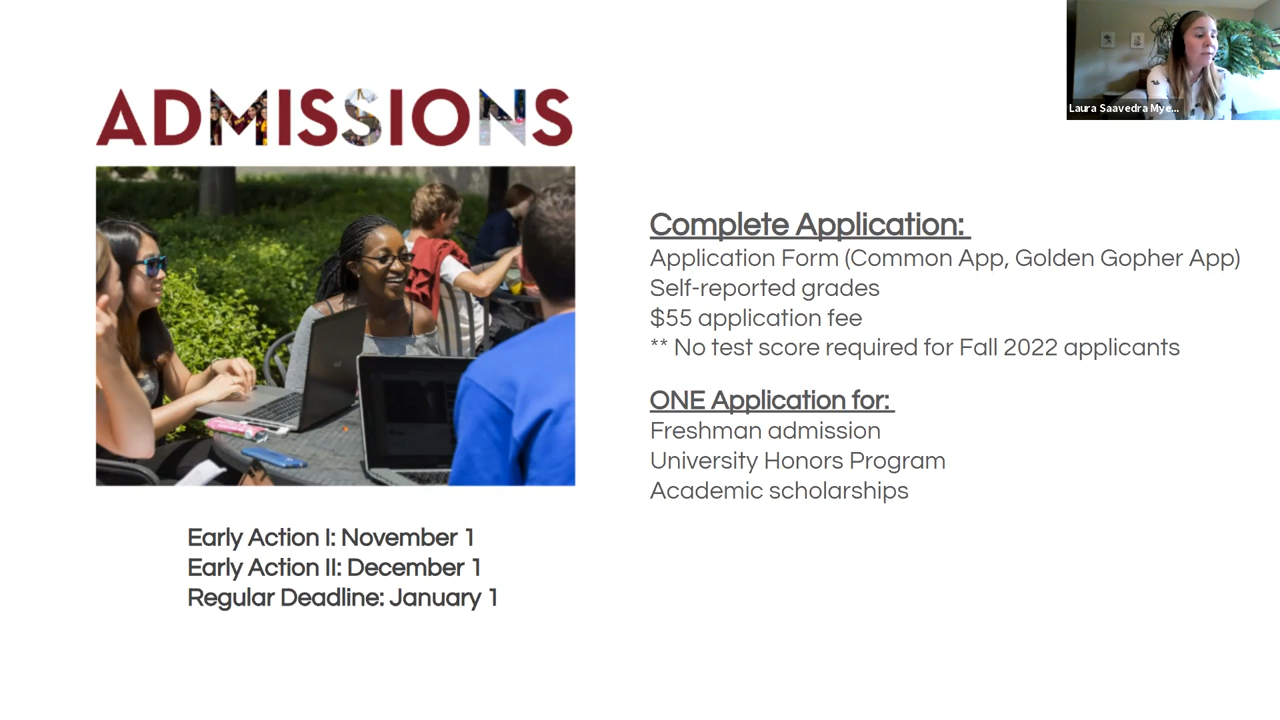 Laura Saavedra Mye...
ADMISSIONS
Complete Application:
Application Form (Common App, Golden Gopher App)
Self-reported grades
$55 application fee
** No test score required for Fall 2022 applicants
ONE Application for:
Freshman admission
University Honors Program
Academic scholarships
Early Action I: November 1
Early Action II: December 1
Regular Deadline: January 1